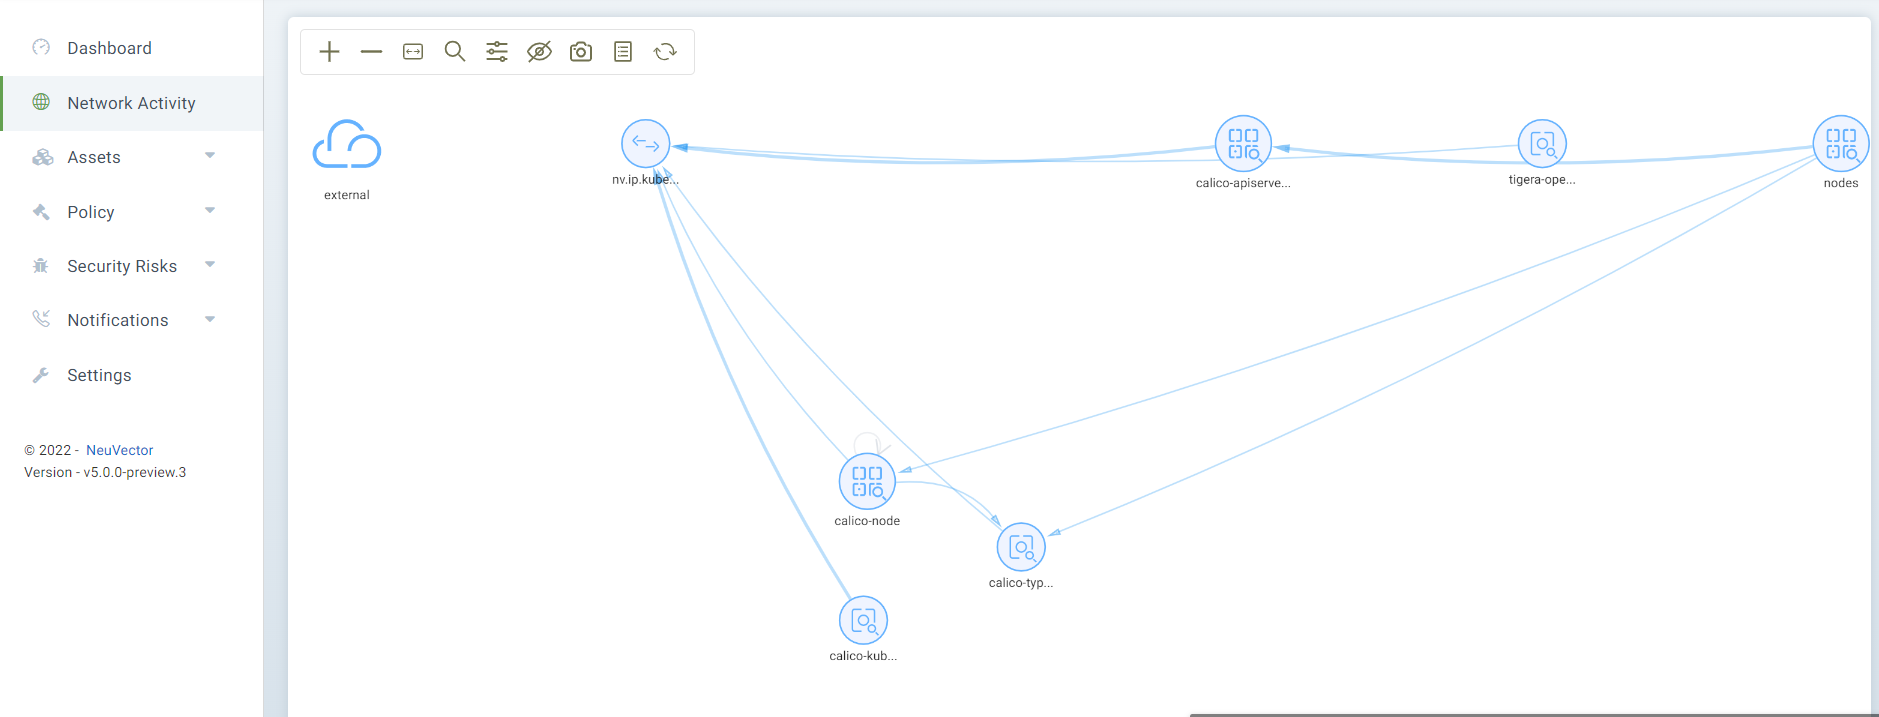 Dashboard
Network Activity
Assets
Policy
Security Risks
Notifications
Settings
© 2022 - NeuVector
Version - v5.0.0-preview.3
external
nv.ip.kube...
calico-apiserve...
tigera-ope...
nodes
calico-node
calico-typ...
calico-kub...